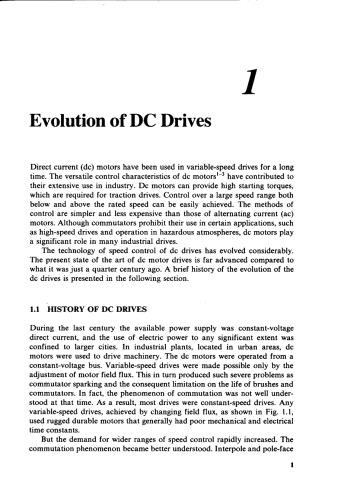 1
Evolution of DC Drives
Direct current (dc) motors have been used in variable-speed drives for a long
time. The versatile control characteristics of dc motors1-3 have contributed to
their extensive use in industry. Dc motors can provide high starting torques,
which are required for traction drives. Control over a large speed range both
below and above the rated speed can be easily achieved. The methods of
control are simpler and less expensive than those of alternating current (ac)
motors. Although commutators prohibit their use in certain applications, such
as high-speed drives and operation in hazardous atmospheres, dc motors play
a significant role in many industrial drives.
The technology of speed control of dc drives has evolved considerably.
The present state of the art of dc motor drives is far advanced compared to
what it was just a quarter century ago. A brief history of the evolution of the
dc drives is presented in the following section.
1.1 HISTORY OF DC DRIVES
During the last century the available power supply was constant-voltage
direct current, and the use of electric power to any significant extent was
confined to larger cities. In industrial plants, located in urban areas, dc
motors were used to drive machinery. The dc motors were operated from a
constant-voltage bus. Variable-speed drives were made possible only by the
adjustment of motor field flux. This in turn produced such severe problems as
commutator sparking and the consequent limitation on the life of brushes and
commutators. In fact, the phenomenon of commutation was not well under-
stood at that time. As a result, most drives were constant-speed drives. Any
variable-speed drives, achieved by changing field flux, as shown in Fig. 1.1,
used rugged durable motors that generally had poor mechanical and electrical
time constants.
But the demand for wider ranges of speed control rapidly increased. The
commutation phenomenon became better understood. Interpole and pole-face
1